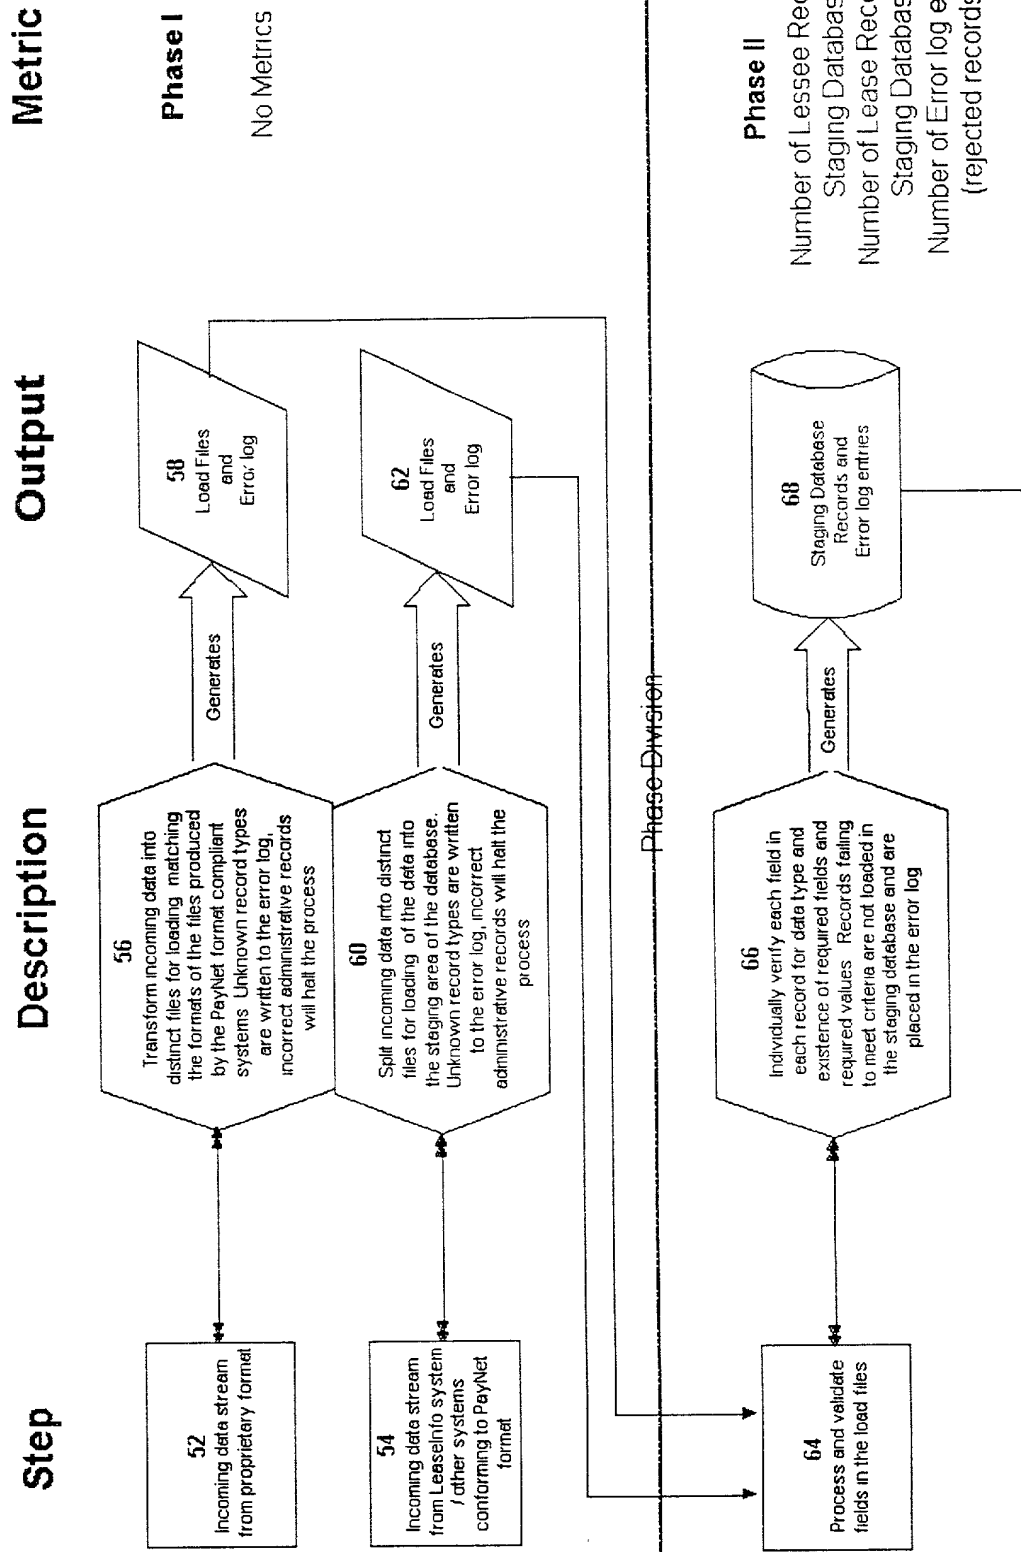 Step
Description
Output
Metric
52
Incoming data stream
from proprietary format
56
Transform incoming data into
distinct files for loading matching
the formats of the files produced
by the PayNet format compliant
systems Unknown record types
are written to the error log,
incorrect administrative records
will halt the process
Generates
58
Load Files
and
Error log
Phase I
No Metrics
54
Incoming data stream
from LeaseInfo system
/ other systems
conforming to PayNet
format
60
Split incoming data into distinct
files for loading of the data into
the staging area of the database.
Unknown record types are written
to the error log, incorrect
administrative records will halt the
process
Generates
62
Load Files
and
Error log
Phase Division
64
Process and validate
fields in the load files
66
Individually verify each field in
each record for data type and
existence of required fields and
required values Records failing
to meet criteria are not loaded in
the staging database and are
placed in the error log
Generates
68
Staging Database
Records and
Error log entries
Phase II
Number of Lessee Rec
Staging Databas
Number of Lease Reco
Staging Databas
Number of Error log e
(rejected records